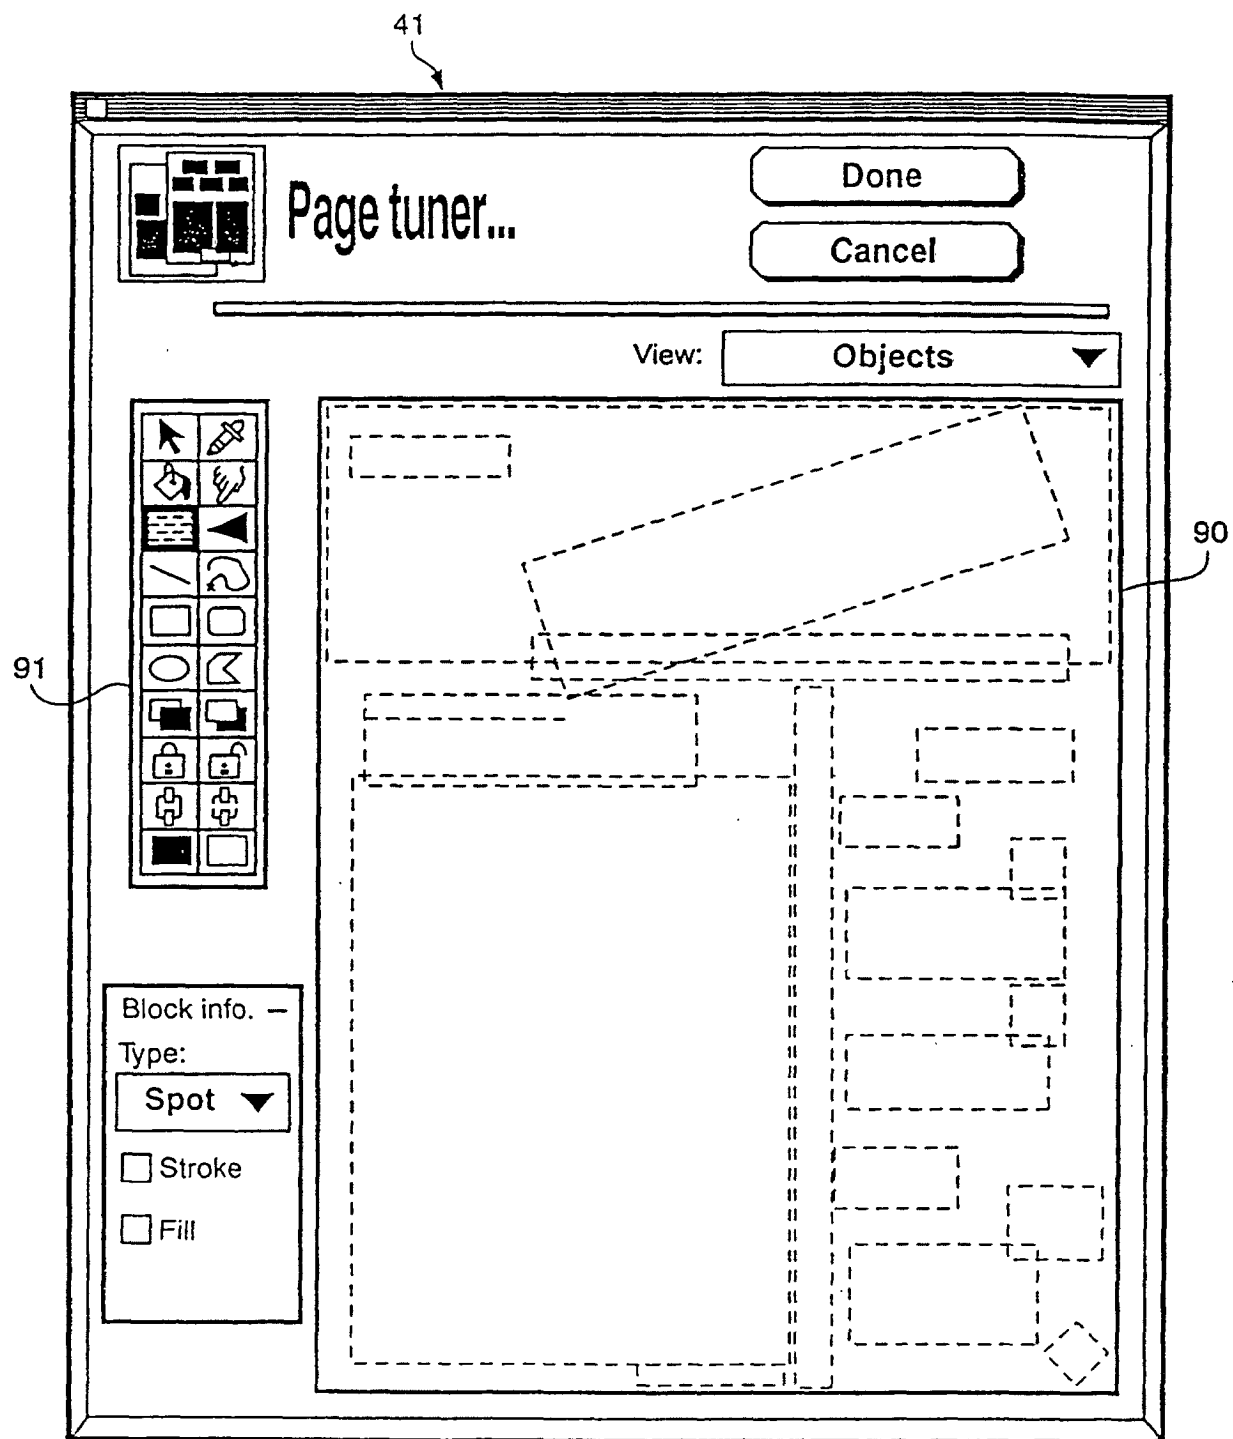 41
Page tuner...
Done
Cancel
View:
Objects
90
91
Block info. –
Type:
Spot
Stroke
Fill